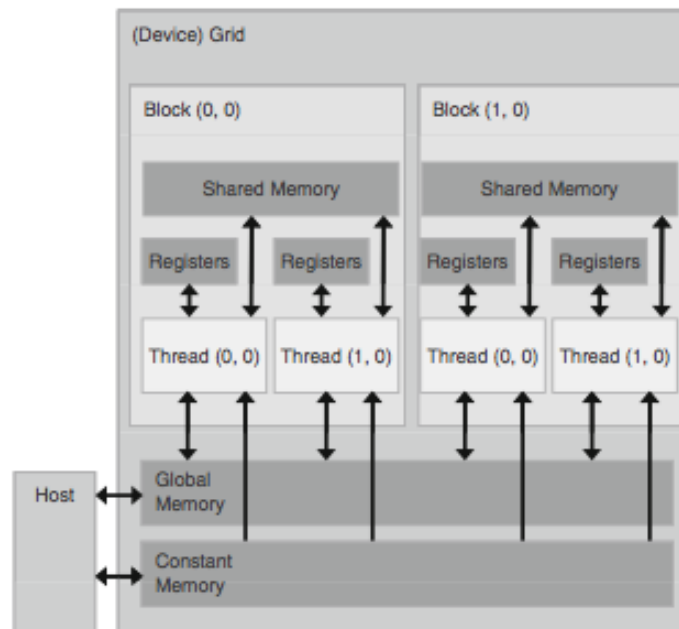 (Device) Grid
Block (0, 0)
Block (1, 0)
Shared Memory
Shared Memory
Registers
Registers
Registers
Registers
Thread (0, 0)
Thread (1, 0)
Thread (0, 0)
Thread (1, 0)
Host
Global
Memory
Constant
Memory